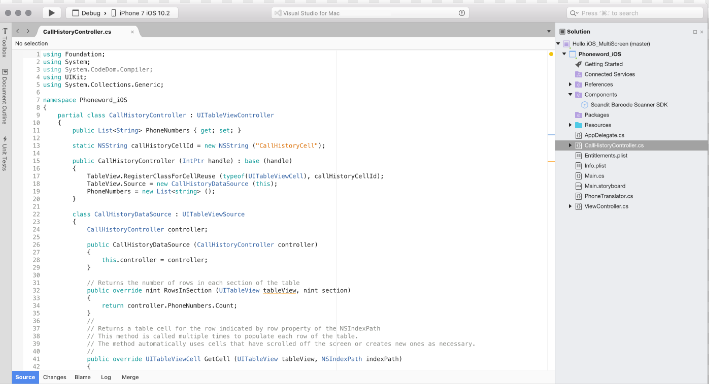 Debug
iPhone 7 iOS 10.2
Visual Studio for Mac
Press '⌘.' to search
CallHistoryController.cs
Solution
No selection
Toolbox
Document Outline
Unit Tests
1 using Foundation;
2 using System;
3 using System.CodeDom.Compiler;
4 using UIKit;
5 using System.Collections.Generic;
6
7 namespace Phoneword_iOS
8 {
9 partial class CallHistoryController : UITableViewController
10 {
11 public List<String> PhoneNumbers { get; set; }
12
13 static NSString callHistoryCellId = new NSString ("CallHistoryCell");
14
15 public CallHistoryController (IntPtr handle) : base (handle)
16 {
17 TableView.RegisterClassForCellReuse (typeof(UITableViewCell), callHistoryCellId);
18 TableView.Source = new CallHistoryDataSource (this);
19 PhoneNumbers = new List<string> ();
20 }
21
22 class CallHistoryDataSource : UITableViewSource
23 {
24 CallHistoryController controller;
25
26 public CallHistoryDataSource (CallHistoryController controller)
27 {
28 this.controller = controller;
29 }
30
31 // Returns the number of rows in each section of the table
32 public override nint RowsInSection (UITableView tableView, nint section)
33 {
34 return controller.PhoneNumbers.Count;
35 }
36 //
37 // Returns a table cell for the row indicated by row property of the NSIndexPath
38 // This method is called multiple times to populate each row of the table.
39 // The method automatically uses cells that have scrolled off the screen or creates new ones as necessary.
40 //
41 public override UITableViewCell GetCell (UITableView tableView, NSIndexPath indexPath)
42 {
Hello.iOS_MultiScreen (master)
Phoneword_iOS
Getting Started
Connected Services
References
Components
Scandit Barcode Scanner SDK
Packages
Resources
AppDelegate.cs
CallHistoryController.cs
Entitlements.plist
Info.plist
Main.cs
Main.storyboard
PhoneTranslator.cs
ViewController.cs
Source
Changes
Blame
Log
Merge